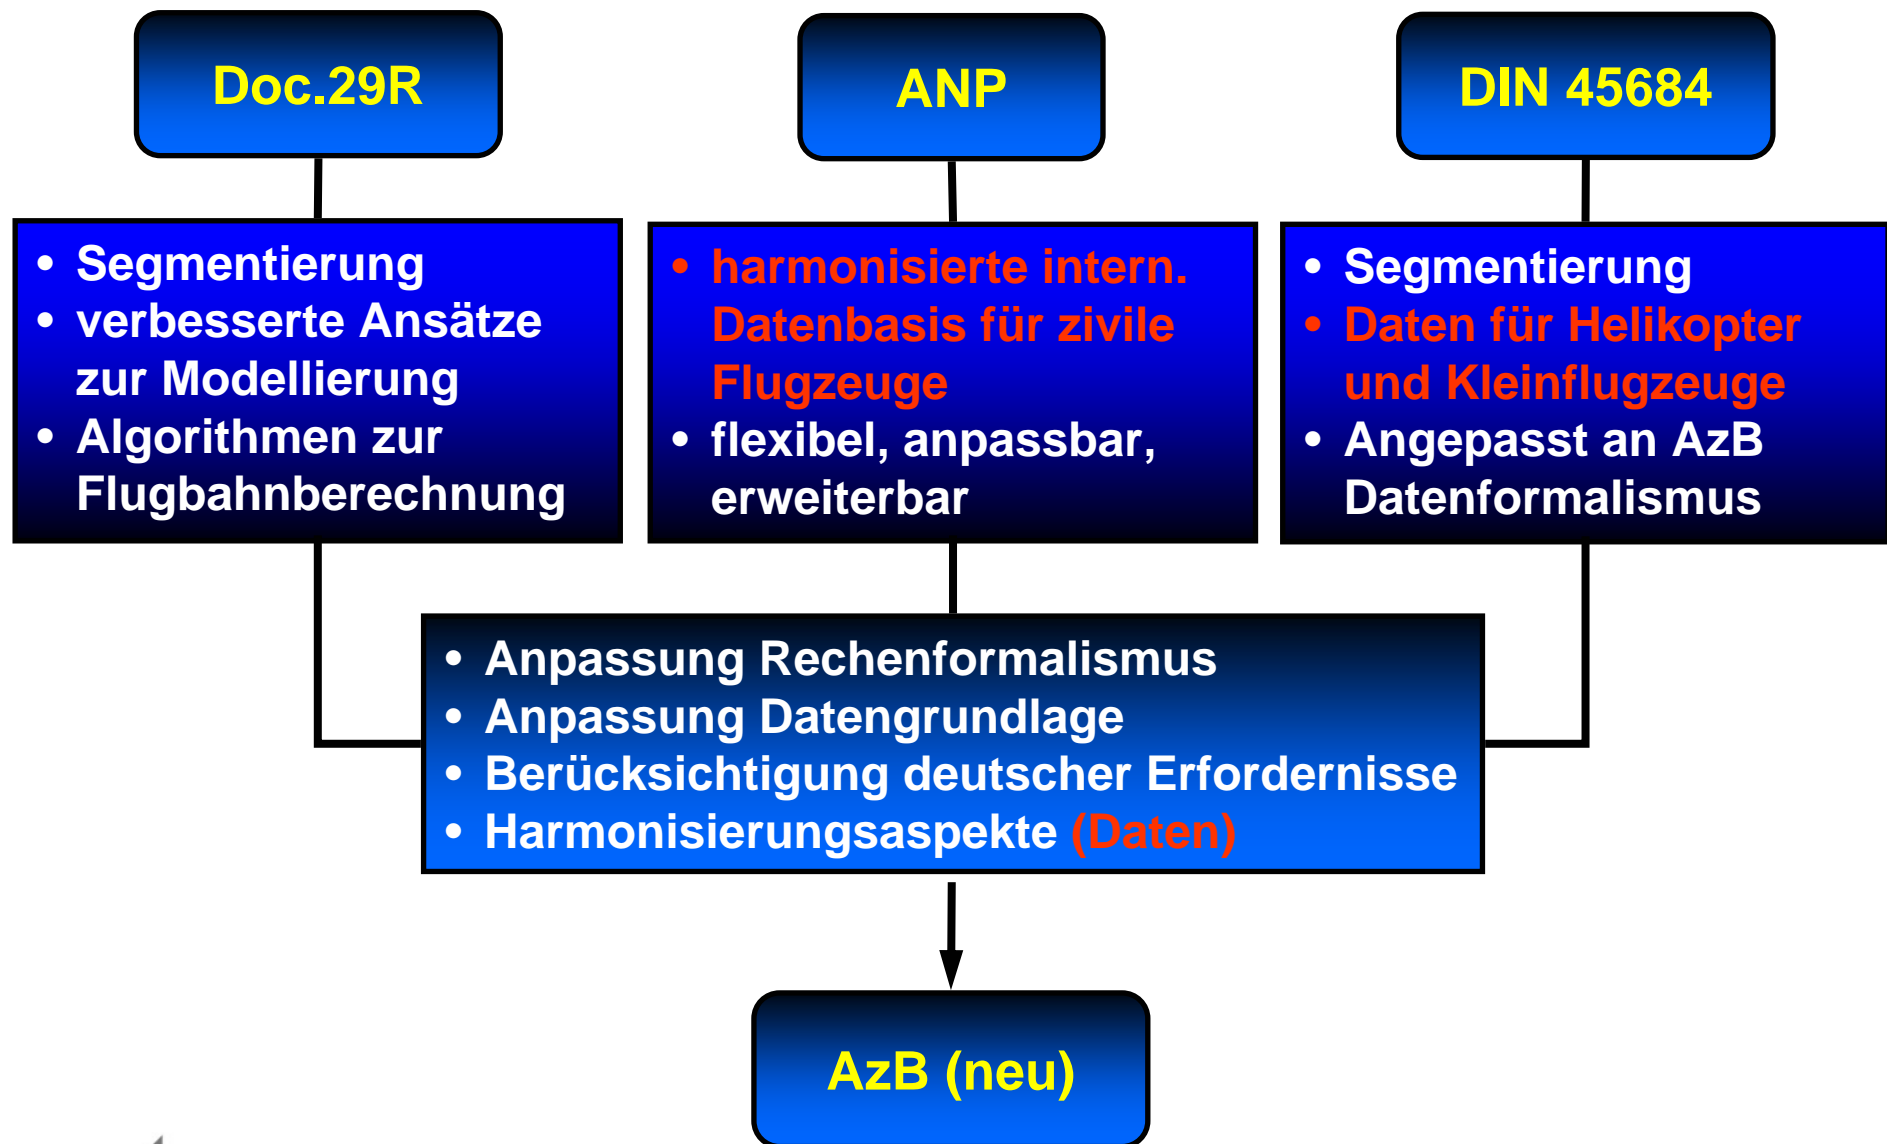 Doc.29R
ANP
DIN 45684
• Segmentierung
• verbesserte Ansätze
zur Modellierung
• Algorithmen zur
Flugbahnberechnung
• harmonisierte intern.
Datenbasis für zivile
Flugzeuge
• flexibel, anpassbar,
erweiterbar
• Segmentierung
• Daten für Helikopter
und Kleinflugzeuge
• Angepasst an AzB
Datenformalismus
• Anpassung Rechenformalismus
• Anpassung Datengrundlage
• Berücksichtigung deutscher Erfordernisse
• Harmonisierungsaspekte (Daten)
AzB (neu)